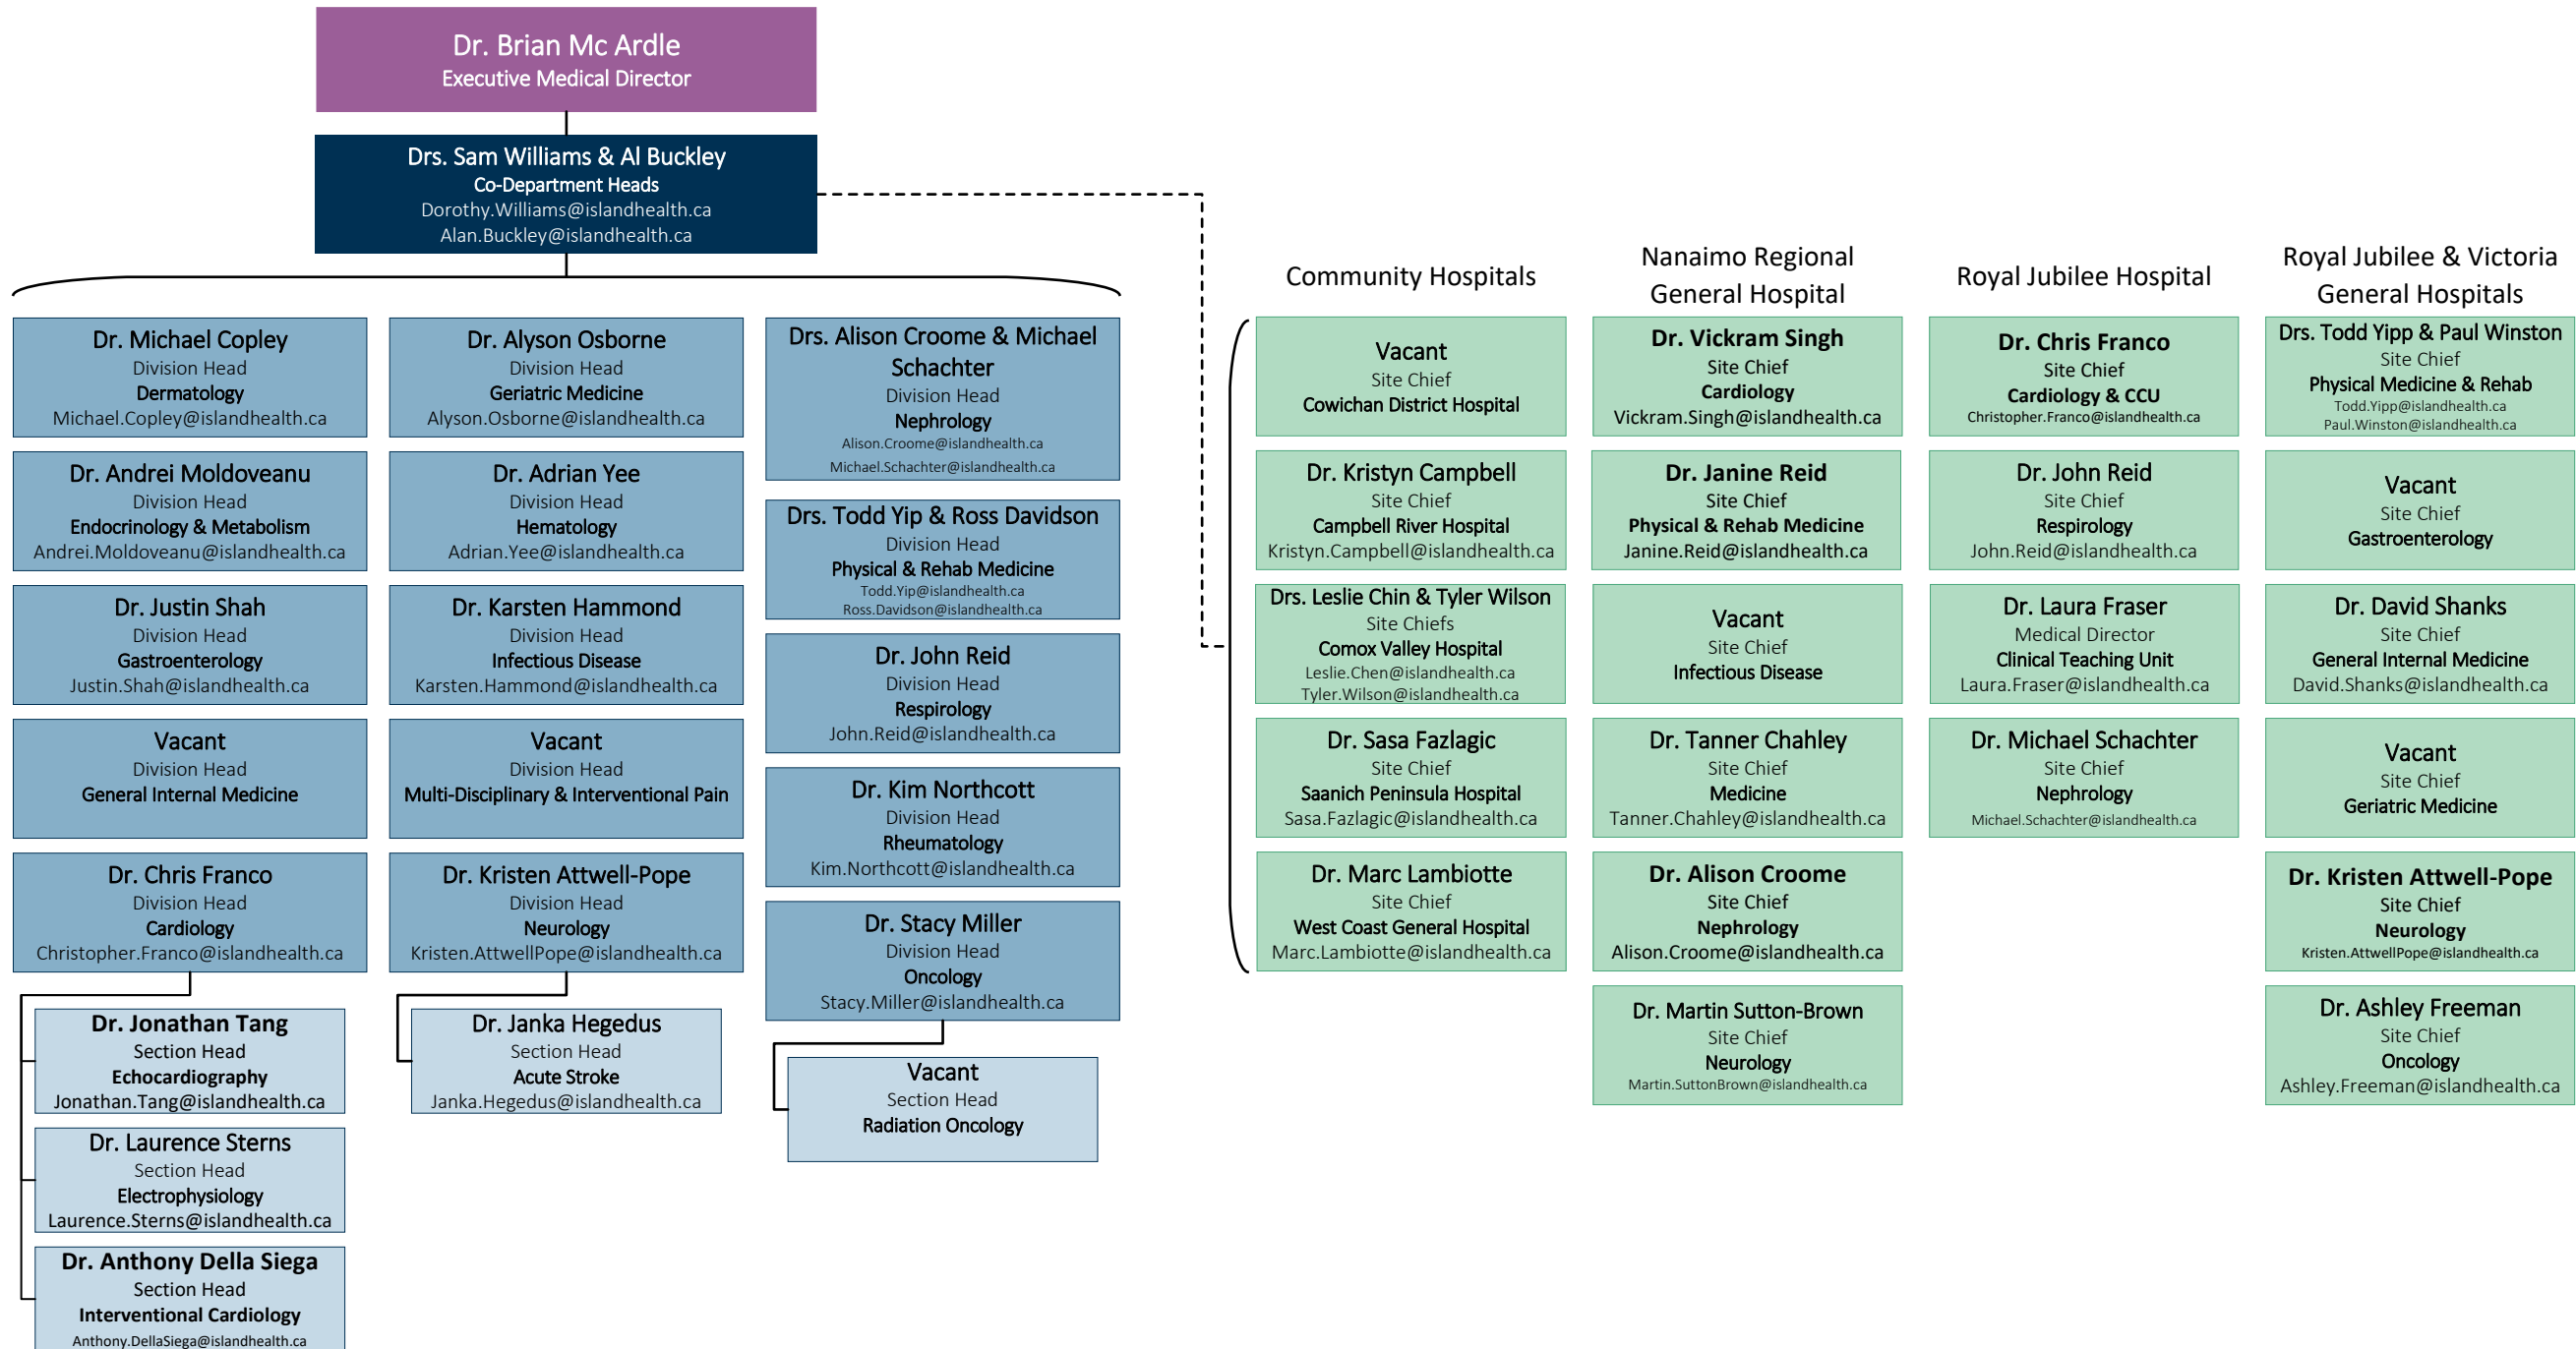 Dr. Brian Mc Ardle
Executive Medical Director
Drs. Sam Williams & Al Buckley
Co-Department Heads
Dorothy.Williams@islandhealth.ca
Alan.Buckley@islandhealth.ca
Dr. Michael Copley
Division Head
Dermatology
Michael.Copley@islandhealth.ca
Dr. Andrei Moldoveanu
Division Head
Endocrinology & Metabolism
Andrei.Moldoveanu@islandhealth.ca
Dr. Justin Shah
Division Head
Gastroenterology
Justin.Shah@islandhealth.ca
Vacant
Division Head
General Internal Medicine
Dr. Chris Franco
Division Head
Cardiology
Christopher.Franco@islandhealth.ca
Dr. Jonathan Tang
Section Head
Echocardiography
Jonathan.Tang@islandhealth.ca
Dr. Laurence Sterns
Section Head
Electrophysiology
Laurence.Sterns@islandhealth.ca
Dr. Anthony Della Siega
Section Head
Interventional Cardiology
Anthony.DellaSiega@islandhealth.ca
Dr. Alyson Osborne
Division Head
Geriatric Medicine
Alyson.Osborne@islandhealth.ca
Dr. Adrian Yee
Division Head
Hematology
Adrian.Yee@islandhealth.ca
Dr. Karsten Hammond
Division Head
Infectious Disease
Karsten.Hammond@islandhealth.ca
Vacant
Division Head
Multi-Disciplinary & Interventional Pain
Dr. Kristen Attwell-Pope
Division Head
Neurology
Kristen.AttwellPope@islandhealth.ca
Dr. Janka Hegedus
Section Head
Acute Stroke
Janka.Hegedus@islandhealth.ca
Drs. Alison Croome & Michael
Schachter
Division Head
Nephrology
Alison.Croome@islandhealth.ca
Michael.Schachter@islandhealth.ca
Drs. Todd Yip & Ross Davidson
Division Head
Physical & Rehab Medicine
Todd.Yip@islandhealth.ca
Ross.Davidson@islandhealth.ca
Dr. John Reid
Division Head
Respirology
John.Reid@islandhealth.ca
Dr. Kim Northcott
Division Head
Rheumatology
Kim.Northcott@islandhealth.ca
Dr. Stacy Miller
Division Head
Oncology
Stacy.Miller@islandhealth.ca
Vacant
Section Head
Radiation Oncology
Community Hospitals
Vacant
Site Chief
Cowichan District Hospital
Dr. Kristyn Campbell
Site Chief
Campbell River Hospital
Kristyn.Campbell@islandhealth.ca
Drs. Leslie Chin & Tyler Wilson
Site Chiefs
Comox Valley Hospital
Leslie.Chen@islandhealth.ca
Tyler.Wilson@islandhealth.ca
Dr. Sasa Fazlagic
Site Chief
Saanich Peninsula Hospital
Sasa.Fazlagic@islandhealth.ca
Dr. Marc Lambiotte
Site Chief
West Coast General Hospital
Marc.Lambiotte@islandhealth.ca
Nanaimo Regional
General Hospital
Dr. Vickram Singh
Site Chief
Cardiology
Vickram.Singh@islandhealth.ca
Dr. Janine Reid
Site Chief
Physical & Rehab Medicine
Janine.Reid@islandhealth.ca
Vacant
Site Chief
Infectious Disease
Dr. Tanner Chahley
Site Chief
Medicine
Tanner.Chahley@islandhealth.ca
Dr. Alison Croome
Site Chief
Nephrology
Alison.Croome@islandhealth.ca
Dr. Martin Sutton-Brown
Site Chief
Neurology
Martin.SuttonBrown@islandhealth.ca
Royal Jubilee Hospital
Dr. Chris Franco
Site Chief
Cardiology & CCU
Christopher.Franco@islandhealth.ca
Dr. John Reid
Site Chief
Respirology
John.Reid@islandhealth.ca
Dr. Laura Fraser
Medical Director
Clinical Teaching Unit
Laura.Fraser@islandhealth.ca
Dr. Michael Schachter
Site Chief
Nephrology
Michael.Schachter@islandhealth.ca
Royal Jubilee & Victoria
General Hospitals
Drs. Todd Yipp & Paul Winston
Site Chief
Physical Medicine & Rehab
Todd.Yipp@islandhealth.ca
Paul.Winston@islandhealth.ca
Vacant
Site Chief
Gastroenterology
Dr. David Shanks
Site Chief
General Internal Medicine
David.Shanks@islandhealth.ca
Vacant
Site Chief
Geriatric Medicine
Dr. Kristen Attwell-Pope
Site Chief
Neurology
Kristen.AttwellPope@islandhealth.ca
Dr. Ashley Freeman
Site Chief
Oncology
Ashley.Freeman@islandhealth.ca